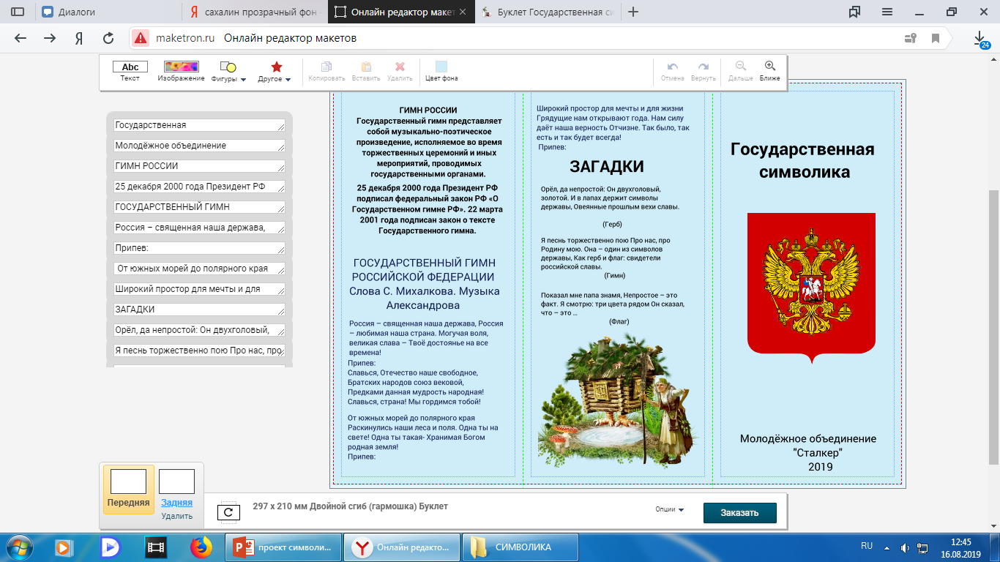 Диалоги
сахалин прозрачный фон -
Онлайн редактор макет
Буклет Государственная си
maketron.ru Онлайн редактор макетов
24
Abc
Текст
Изображение
Фигуры
Другое
Копировать
Вставить
Удалить
Цвет фона
Отмена
Вернуть
Дальше
Ближе
Государственная
Молодёжное объединение
ГИМН РОССИИ
25 декабря 2000 года Президент РФ
ГОСУДАРСТВЕННЫЙ ГИМН
Россия – священная наша держава,
Припев:
От южных морей до полярного края
Широкий простор для мечты и для
ЗАГАДКИ
Орёл, да непростой: Он двухголовый,
Я песнь торжественно пою Про нас, про
ГИМН РОССИИ
Государственный гимн представляет
собой музыкально-поэтическое
произведение, исполняемое во время
торжественных церемоний и иных
мероприятий, проводимых
государственными органами.
25 декабря 2000 года Президент РФ
подписал федеральный закон РФ «О
Государственном гимне РФ». 22 марта
2001 года подписан закон о тексте
Государственного гимна.
ГОСУДАРСТВЕННЫЙ ГИМН
РОССИЙСКОЙ ФЕДЕРАЦИИ
Слова С. Михалкова. Музыка
Александрова
Россия – священная наша держава, Россия
– любимая наша страна. Могучая воля,
великая слава – Твоё достоянье на все
времена!
Припев:
Славься, Отечество наше свободное,
Братских народов союз вековой,
Предками данная мудрость народная!
Славься, страна! Мы гордимся тобой!
От южных морей до полярного края
Раскинулись наши леса и поля. Одна ты на
свете! Одна ты такая- Хранимая Богом
родная земля!
Припев:
Широкий простор для мечты и для жизни
Грядущие нам открывают года. Нам силу
даёт наша верность Отчизне. Так было, так
есть и так будет всегда!
Припев:
ЗАГАДКИ
Орёл, да непростой: Он двухголовый,
золотой. И в лапах держит символы
державы, Овеянные прошлым вехи славы.
(Герб)
Я песнь торжественно пою Про нас, про
Родину мою. Она – один из символов
державы, Как герб и флаг: свидетели
российской славы.
(Гимн)
Показал мне папа знамя, Непростое – это
факт. Я смотрю: три цвета рядом Он сказал,
что – это ...
(Флаг)
Государственная
символика
Молодёжное объединение
"Сталкер"
2019
Передняя
Задняя
Удалить
297 x 210 мм Двойной сгиб (гармошка) Буклет
Опции
Заказать
проект символи...
Онлайн редакто...
СИМВОЛИКА
RU
12:45
16.08.2019